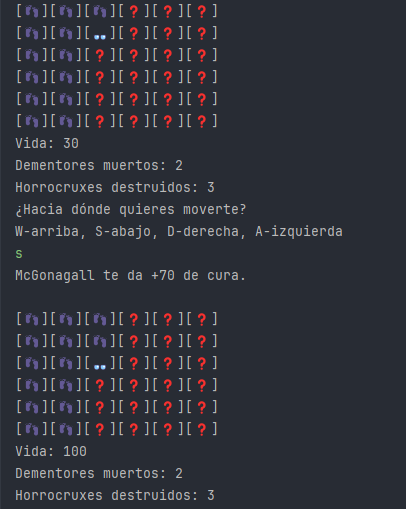 [👣][👣][👣][❓][❓][❓]
[👣][👣][👓][❓][❓][❓]
[👣][👣][❓][❓][❓][❓]
[👣][👣][❓][❓][❓][❓]
[👣][👣][❓][❓][❓][❓]
[👣][👣][❓][❓][❓][❓]
Vida: 30
Dementores muertos: 2
Horrocruxes destruidos: 3
¿Hacia dónde quieres moverte?
W-arriba, S-abajo, D-derecha, A-izquierda
s
McGonagall te da +70 de cura.
[👣][👣][👣][❓][❓][❓]
[👣][👣][👣][❓][❓][❓]
[👣][👣][👓][❓][❓][❓]
[👣][👣][❓][❓][❓][❓]
[👣][👣][❓][❓][❓][❓]
[👣][👣][❓][❓][❓][❓]
Vida: 100
Dementores muertos: 2
Horrocruxes destruidos: 3